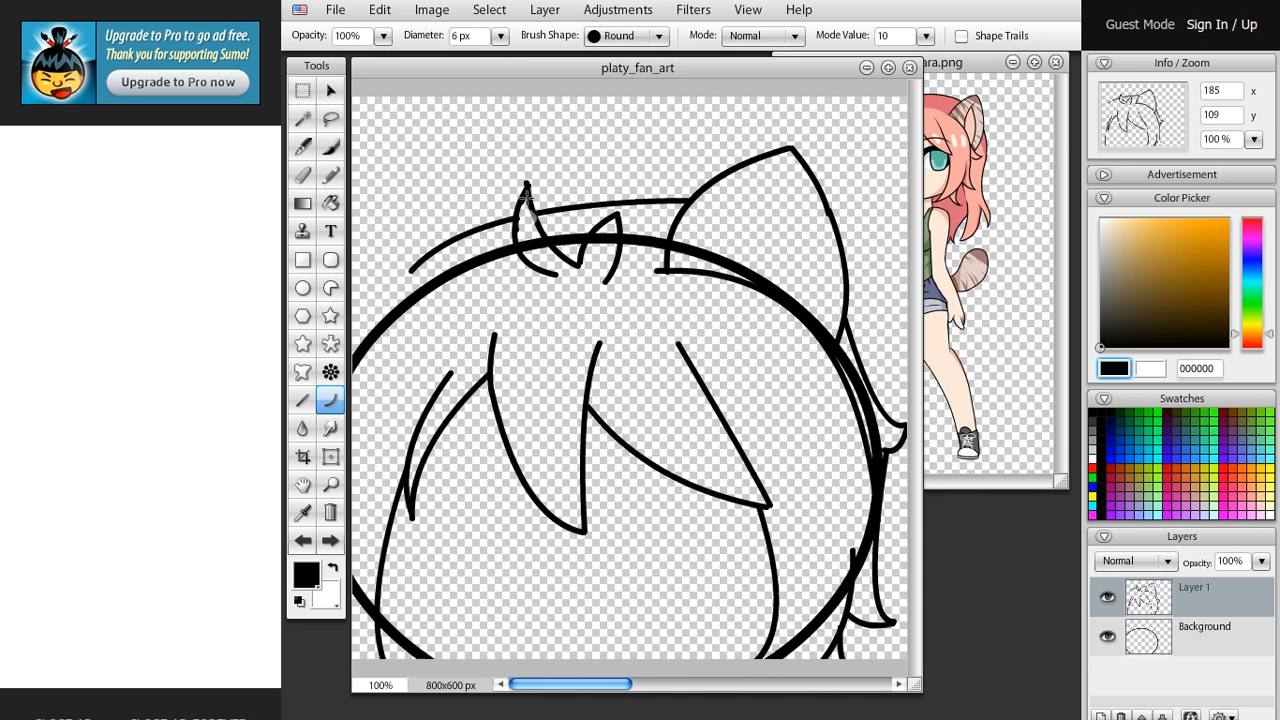 File Edit Image Select Layer Adjustments Filters View Help
Guest Mode Sign In / Up
Upgrade to Pro to go ad free.
Thank you for supporting Sumo!
Upgrade to Pro now
Opacity: 100% Diameter: 6 px Brush Shape: Round Mode: Normal Mode Value: 10 Shape Trails
Tools
platy_fan_art
ara.png
Info / Zoom
185 x
109 y
100 %
Advertisement
Color Picker
000000
Swatches
Layers
Normal Opacity: 100%
Layer 1
Background
T
100% 800x600 px